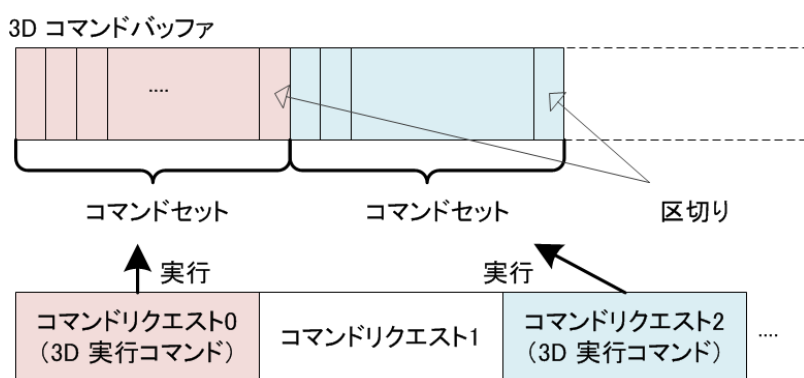 3D コマンドバッファ
....
コマンドセット
コマンドセット
区切り
実行
実行
コマンドリクエスト0
(3D 実行コマンド)
コマンドリクエスト1
コマンドリクエスト2
(3D 実行コマンド)
....